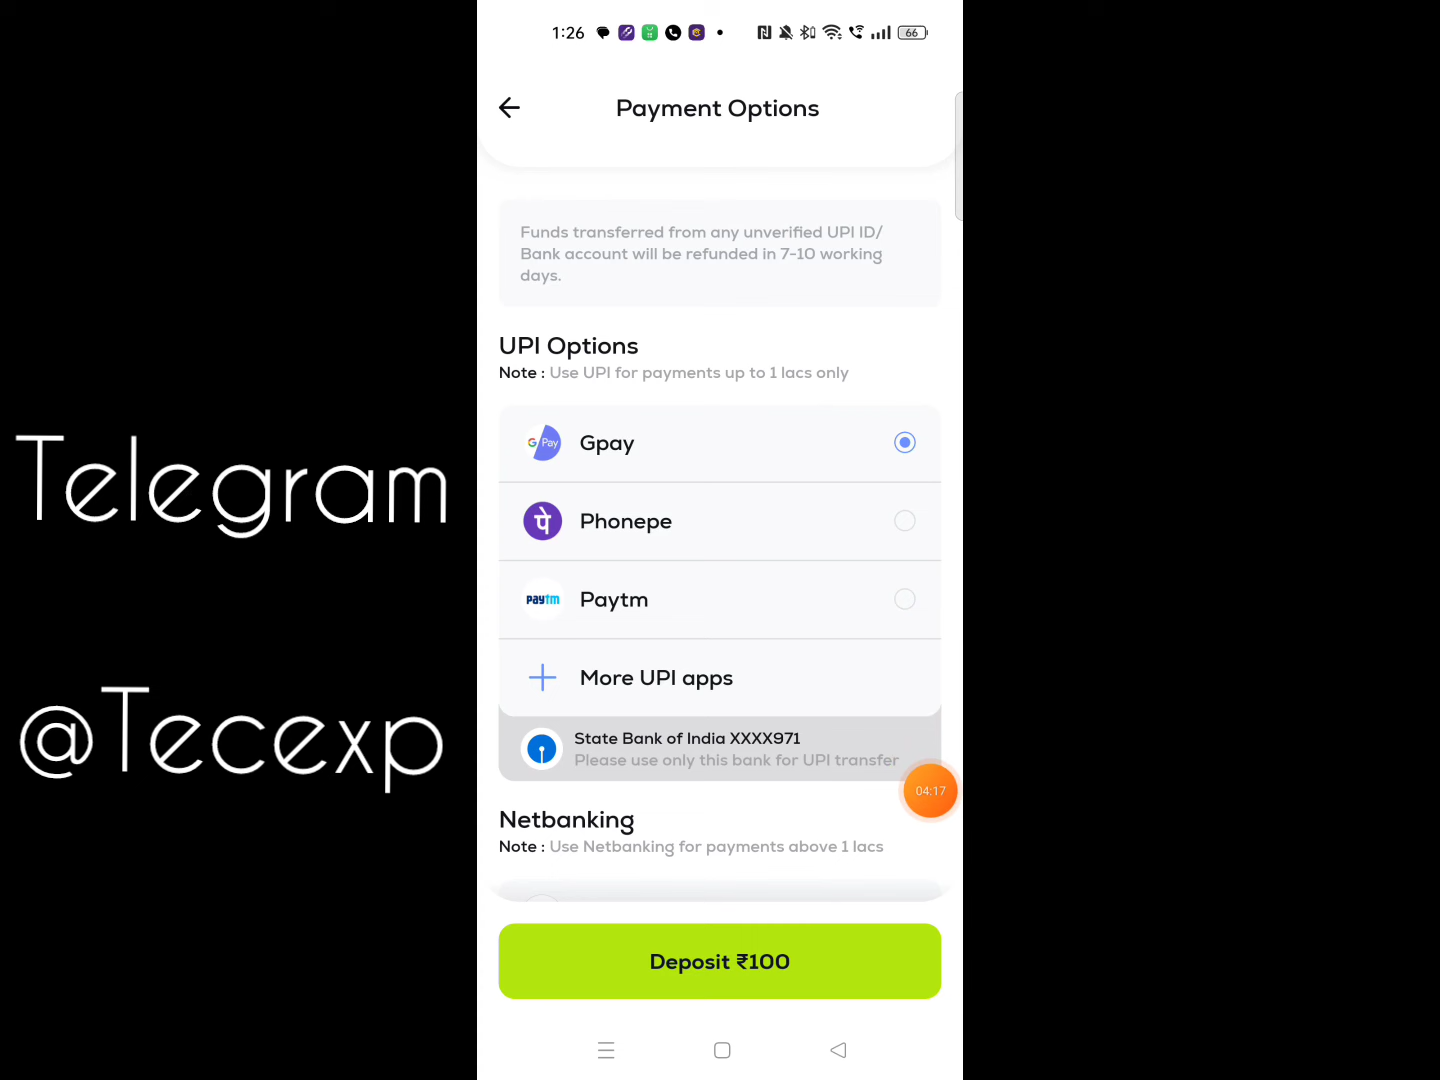 1:26
66
Payment Options
Funds transferred from any unverified UPI ID/
Bank account will be refunded in 7-10 working
days.
UPI Options
Note : Use UPI for payments up to 1 lacs only
G Pay
Gpay
पे
Phonepe
paytm
Paytm
More UPI apps
State Bank of India XXXX971
Please use only this bank for UPI transfer
04:17
Netbanking
Note : Use Netbanking for payments above 1 lacs
Deposit ₹100
Telegram
@Tecexp